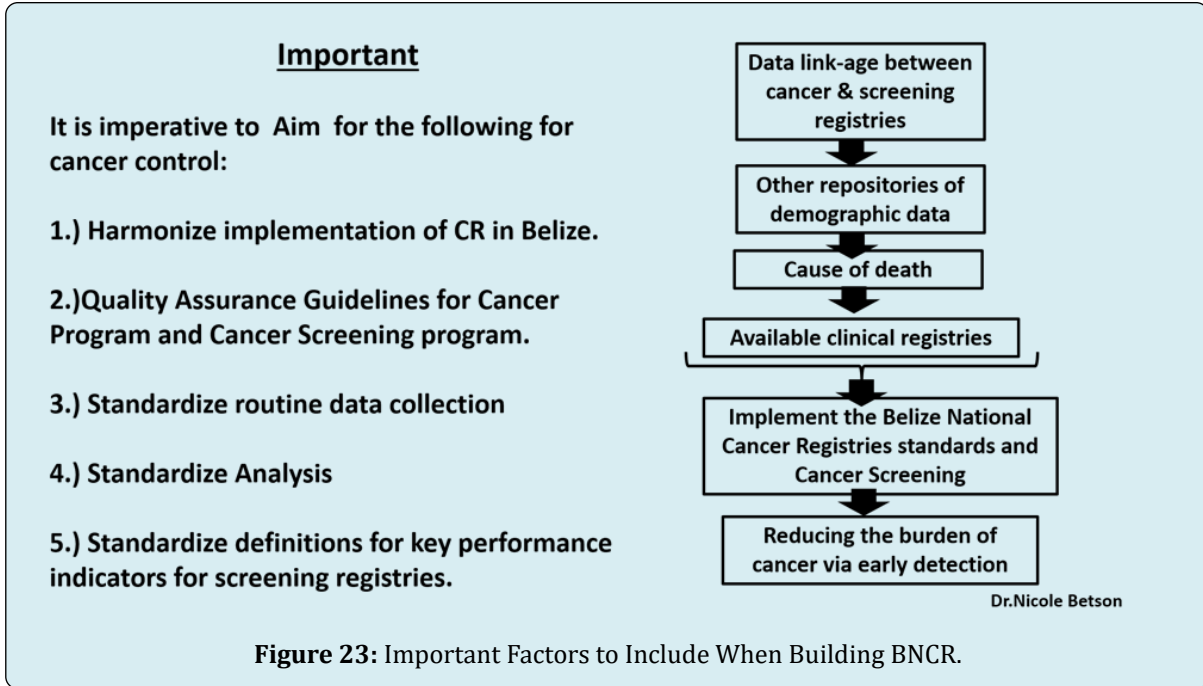 Important
It is imperative to Aim for the following for
cancer control:
1.) Harmonize implementation of CR in Belize.
2.)Quality Assurance Guidelines for Cancer
Program and Cancer Screening program.
3.) Standardize routine data collection
4.) Standardize Analysis
5.) Standardize definitions for key performance
indicators for screening registries.
Data link-age between
cancer & screening
registries
Other repositories of
demographic data
Cause of death
Available clinical registries
Implement the Belize National
Cancer Registries standards and
Cancer Screening
Reducing the burden of
cancer via early detection
Dr.Nicole Betson
Figure 23: Important Factors to Include When Building BNCR.